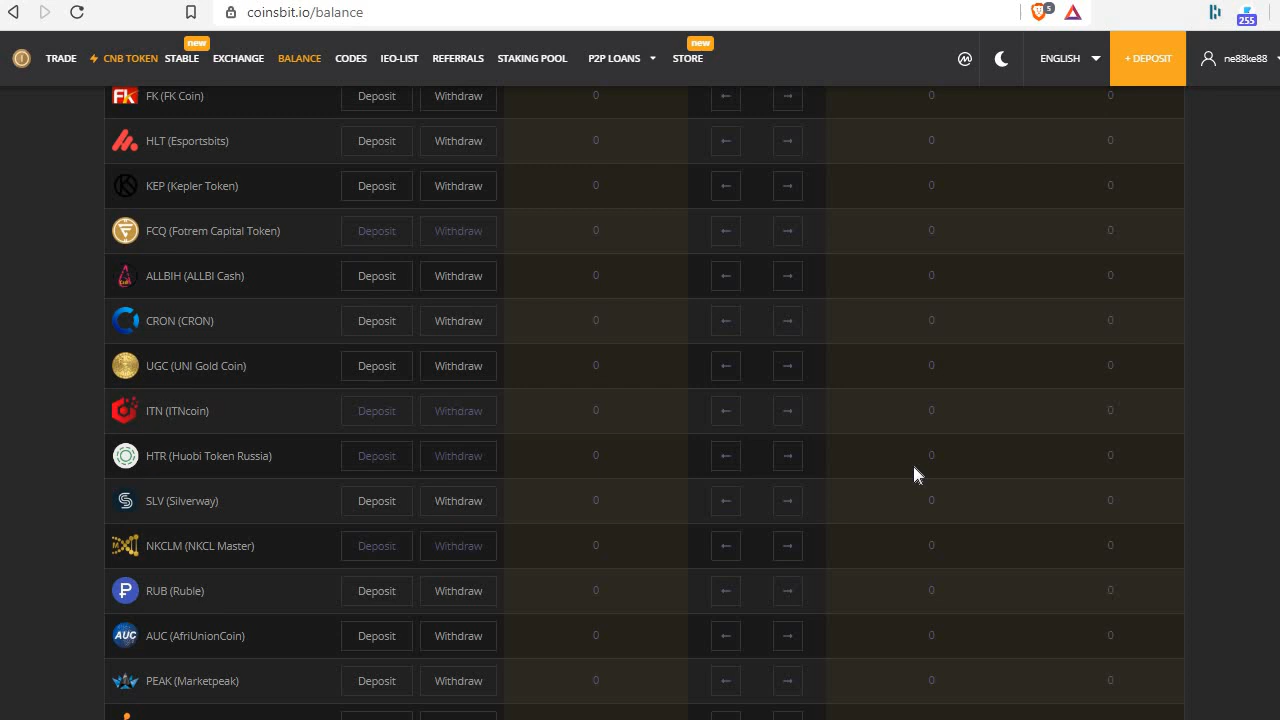 coinsbit.io/balance
5
255
new
new
TRADE CNB TOKEN STABLE EXCHANGE BALANCE CODES IEO-LIST REFERRALS STAKING POOL P2P LOANS STORE ENGLISH + DEPOSIT ne88ke88
FK FK (FK Coin) Deposit Withdraw 0 ← → 0 0
HLT (Esportsbits) Deposit Withdraw 0 ← → 0 0
KEP (Kepler Token) Deposit Withdraw 0 ← → 0 0
FCQ (Fotrem Capital Token) Deposit Withdraw 0 ← → 0 0
ALLBIH (ALLBI Cash) Deposit Withdraw 0 ← → 0 0
CRON (CRON) Deposit Withdraw 0 ← → 0 0
UGC (UNI Gold Coin) Deposit Withdraw 0 ← → 0 0
ITN (ITNcoin) Deposit Withdraw 0 ← → 0 0
HTR (Huobi Token Russia) Deposit Withdraw 0 ← → 0 0
SLV (Silverway) Deposit Withdraw 0 ← → 0 0
NKCLM (NKCL Master) Deposit Withdraw 0 ← → 0 0
RUB (Ruble) Deposit Withdraw 0 ← → 0 0
AUC AUC (AfriUnionCoin) Deposit Withdraw 0 ← → 0 0
PEAK (Marketpeak) Deposit Withdraw 0 ← → 0 0